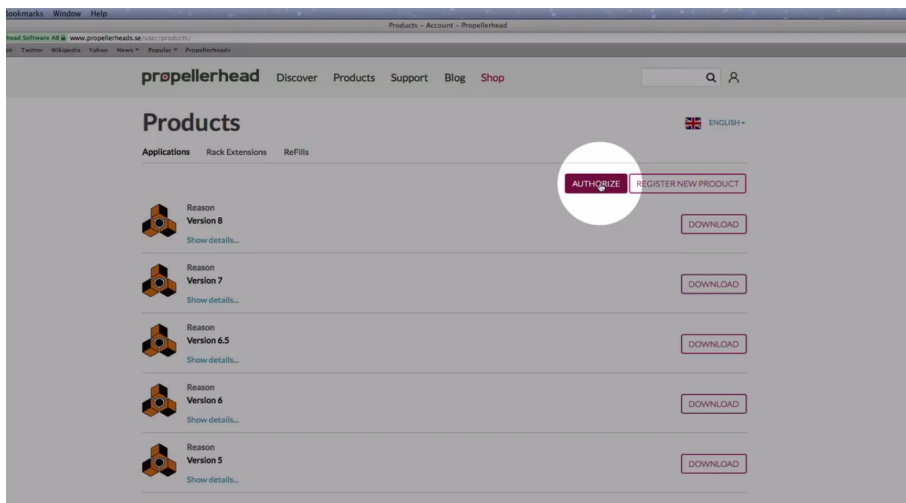 Bookmarks Window Help
Products – Account – Propellerhead
head Software AB www.propellerheads.se/user/products/
Twitter Wikipedia Yahoo News Popular Propellerheads
propellerhead Discover Products Support Blog Shop
Products
ENGLISH
Applications Rack Extensions ReFills
AUTHORIZE REGISTER NEW PRODUCT
Reason
Version 8
DOWNLOAD
Show details...
Reason
Version 7
DOWNLOAD
Show details...
Reason
Version 6.5
DOWNLOAD
Show details...
Reason
Version 6
DOWNLOAD
Show details...
Reason
Version 5
DOWNLOAD
Show details...